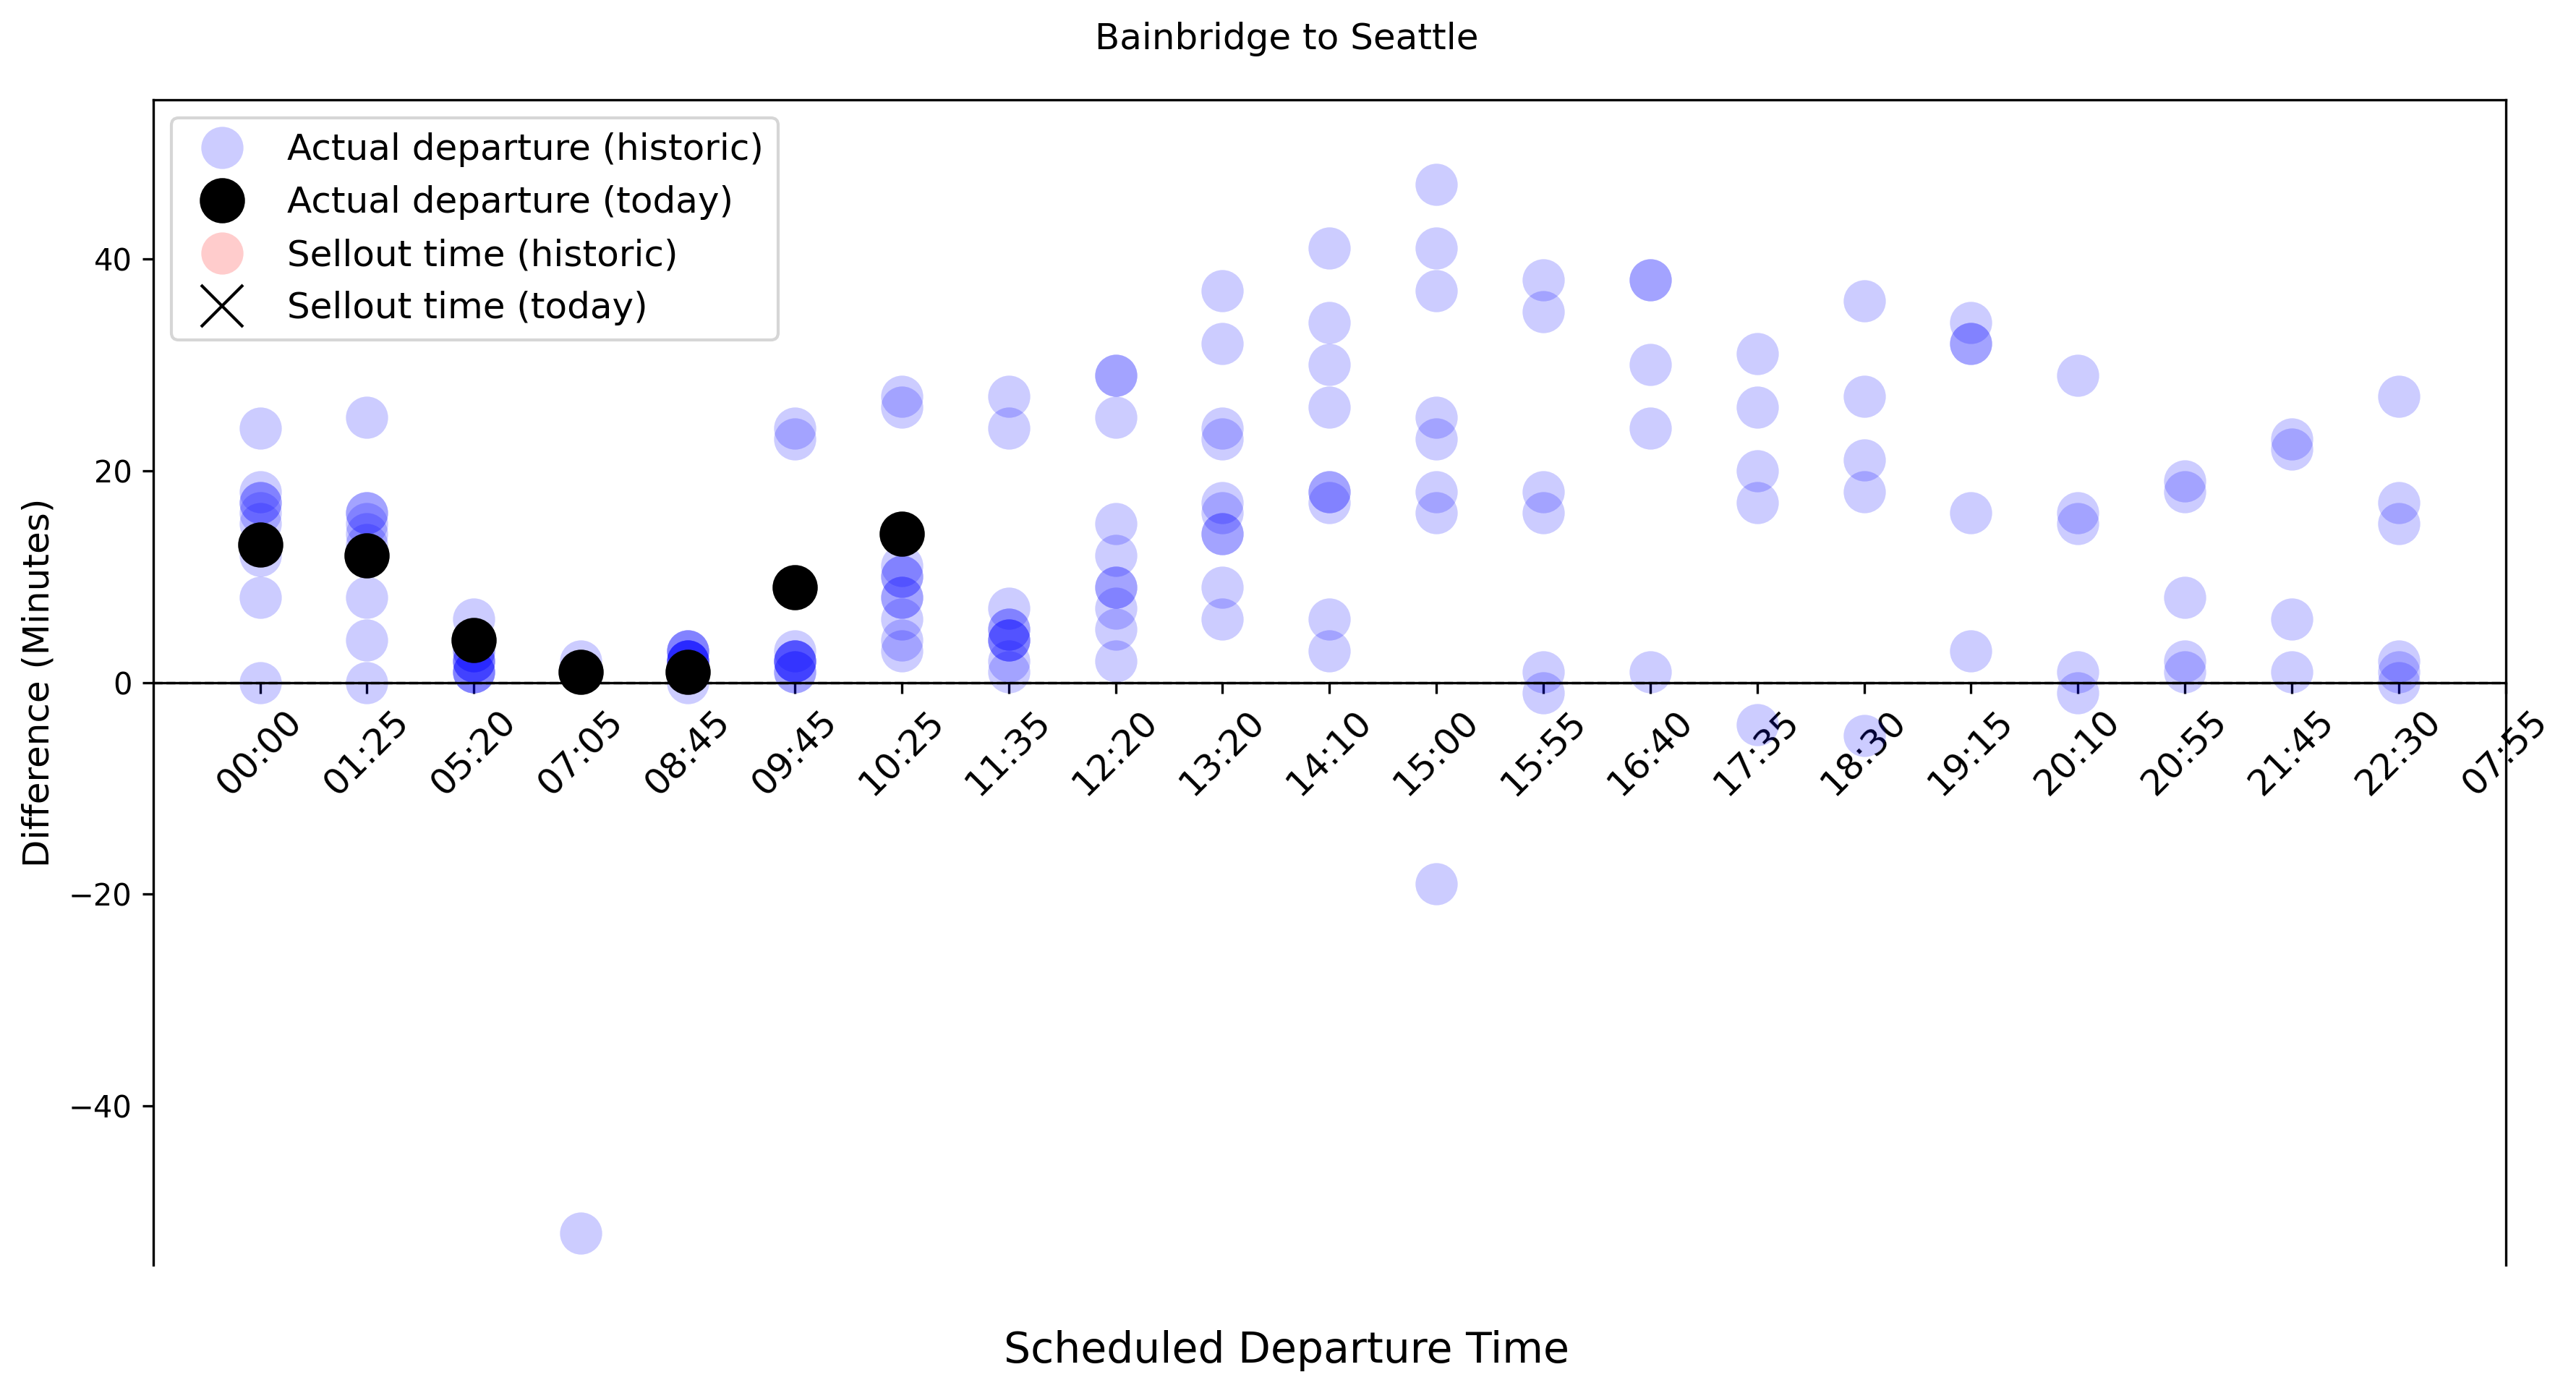 Bainbridge to Seattle
Actual departure (historic)
Actual departure (today)
Sellout time (historic)
Sellout time (today)
Difference (Minutes)
40
20
0
−20
−40
00:00 01:25 05:20 07:05 08:45 09:45 10:25 11:35 12:20 13:20 14:10 15:00 15:55 16:40 17:35 18:30 19:15 20:10 20:55 21:45 22:30 07:55
Scheduled Departure Time